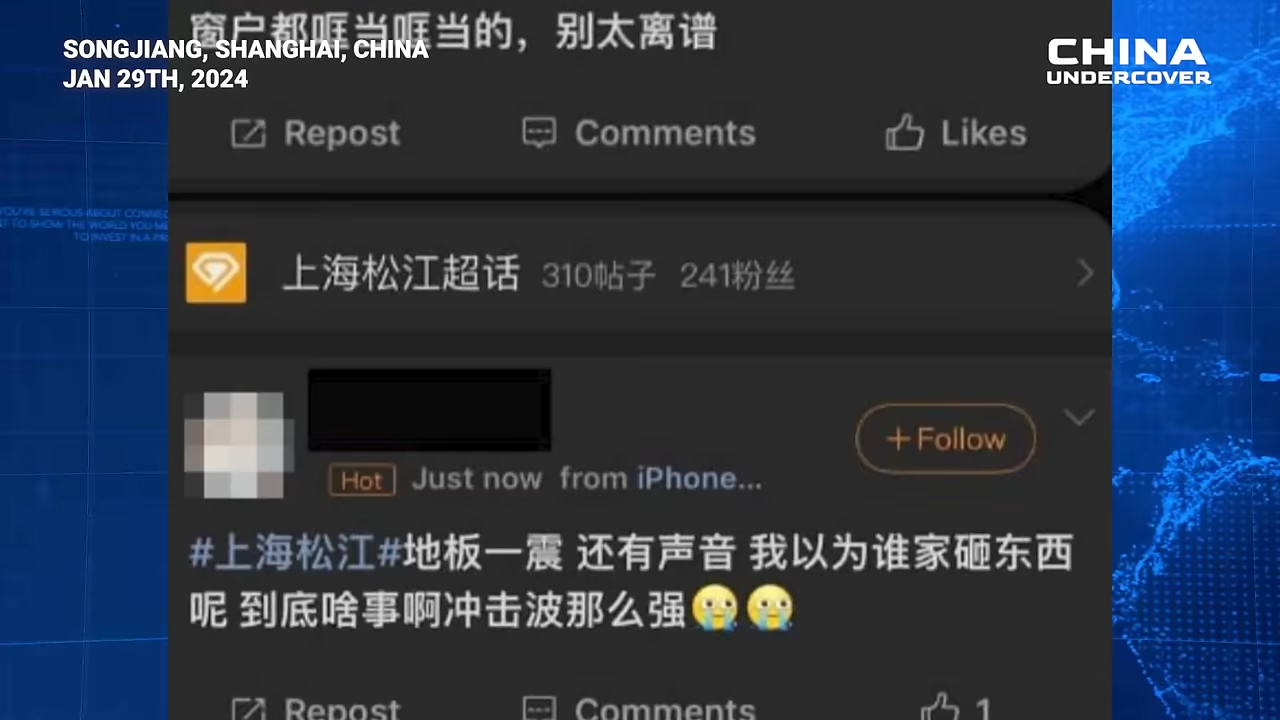 窗户都哐当哐当的，别太离谱
SONGJIANG, SHANGHAI, CHINA
JAN 29TH, 2024
CHINA
UNDERCOVER
Repost Comments Likes
上海松江超话 310帖子 241粉丝
+Follow
Hot Just now from iPhone...
#上海松江#地板一震 还有声音 我以为谁家砸东西
呢 到底啥事啊冲击波那么强😭😭
Repost Comments 1